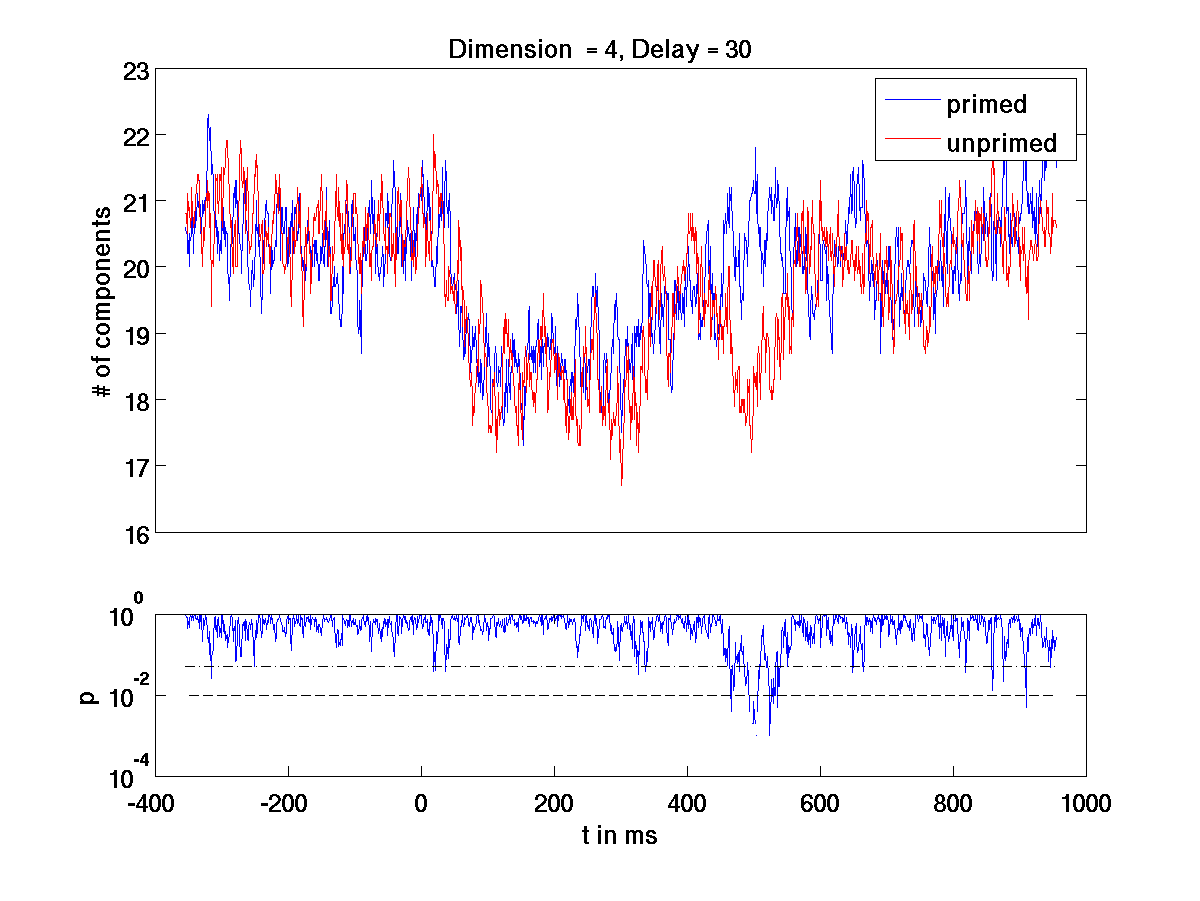 Dimension = 4, Delay = 30
23
22
21
20
19
18
17
16
# of components
primed
unprimed
10^0
10^-2
10^-4
p
-400 -200 0 200 400 600 800 1000
t in ms